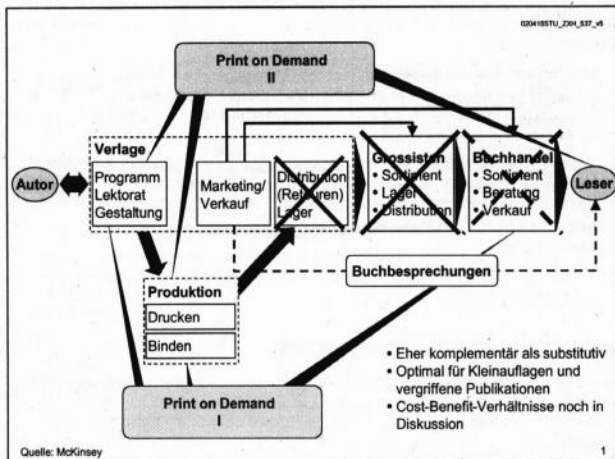 020415STU_ZXH_537_v5
Print on Demand
II
Verlage
Autor
Programm
Lektorat
Gestaltung
Marketing/
Verkauf
Distribution
(Retouren)
Lager
Grossisten
• Sortiment
• Lager
• Distribution
Buchhandel
• Sortiment
• Beratung
• Verkauf
Leser
Buchbesprechungen
Produktion
Drucken
Binden
Print on Demand
I
• Eher komplementär als substitutiv
• Optimal für Kleinauflagen und
vergriffene Publikationen
• Cost-Benefit-Verhältnisse noch in
Diskussion
Quelle: McKinsey
1